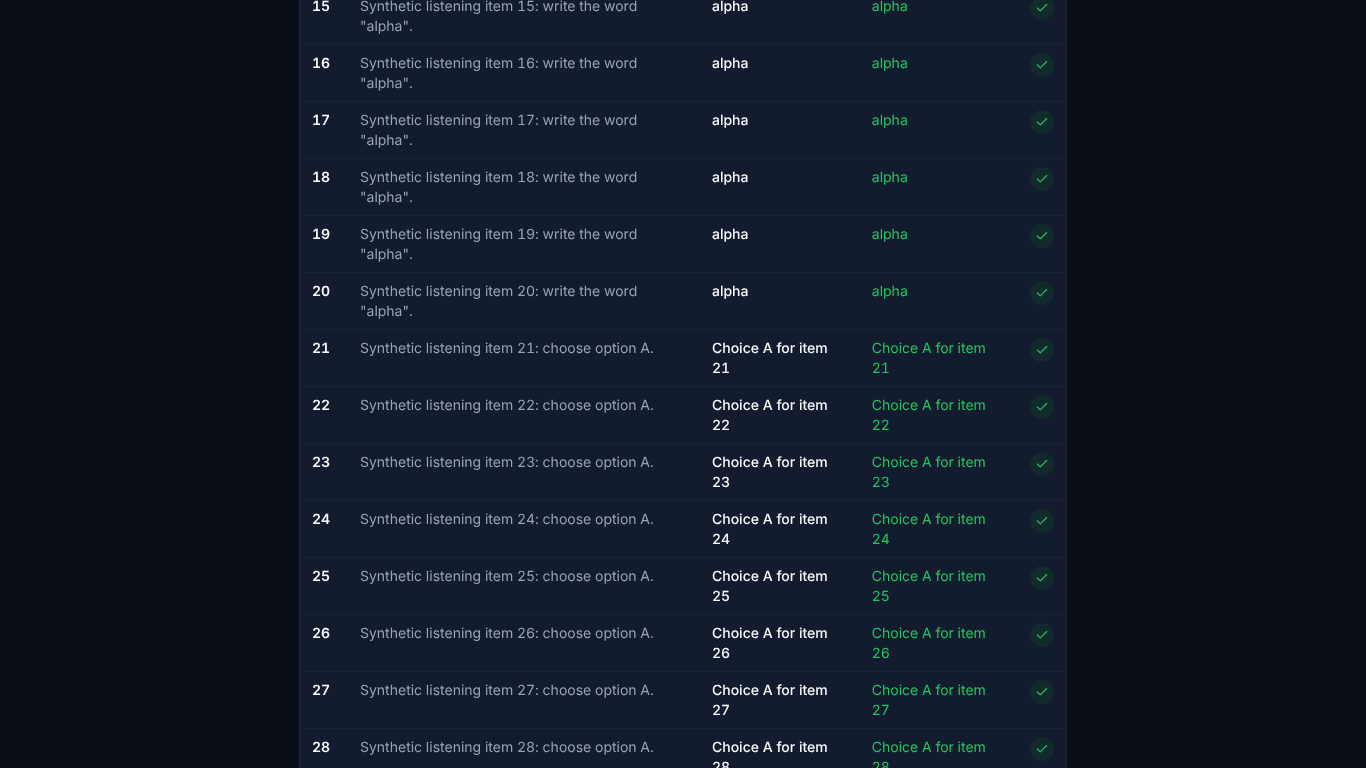 15 Synthetic listening item 15: write the word alpha alpha
"alpha".
16 Synthetic listening item 16: write the word alpha alpha
"alpha".
17 Synthetic listening item 17: write the word alpha alpha
"alpha".
18 Synthetic listening item 18: write the word alpha alpha
"alpha".
19 Synthetic listening item 19: write the word alpha alpha
"alpha".
20 Synthetic listening item 20: write the word alpha alpha
"alpha".
21 Synthetic listening item 21: choose option A. Choice A for item Choice A for item
21 21
22 Synthetic listening item 22: choose option A. Choice A for item Choice A for item
22 22
23 Synthetic listening item 23: choose option A. Choice A for item Choice A for item
23 23
24 Synthetic listening item 24: choose option A. Choice A for item Choice A for item
24 24
25 Synthetic listening item 25: choose option A. Choice A for item Choice A for item
25 25
26 Synthetic listening item 26: choose option A. Choice A for item Choice A for item
26 26
27 Synthetic listening item 27: choose option A. Choice A for item Choice A for item
27 27
28 Synthetic listening item 28: choose option A. Choice A for item Choice A for item
28 28